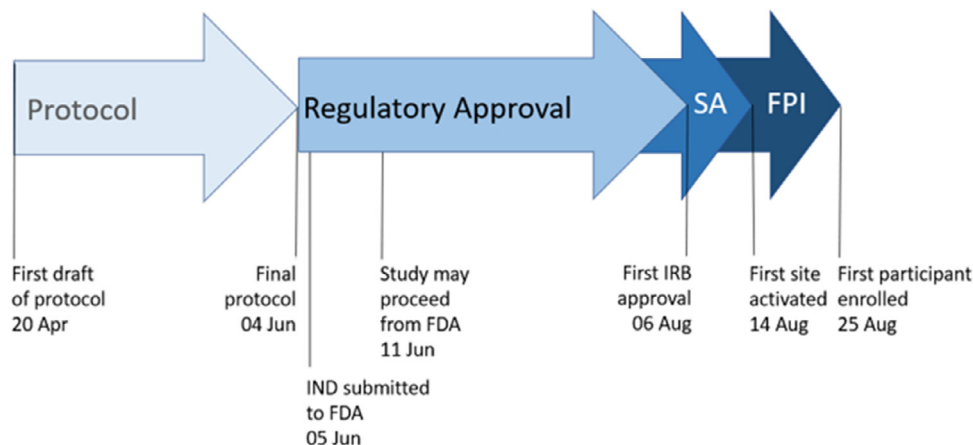 Protocol
Regulatory Approval
SA
FPI
First draft
of protocol
20 Apr
Final
protocol
04 Jun
IND submitted
to FDA
05 Jun
Study may
proceed
from FDA
11 Jun
First IRB
approval
06 Aug
First site
activated
14 Aug
First participant
enrolled
25 Aug